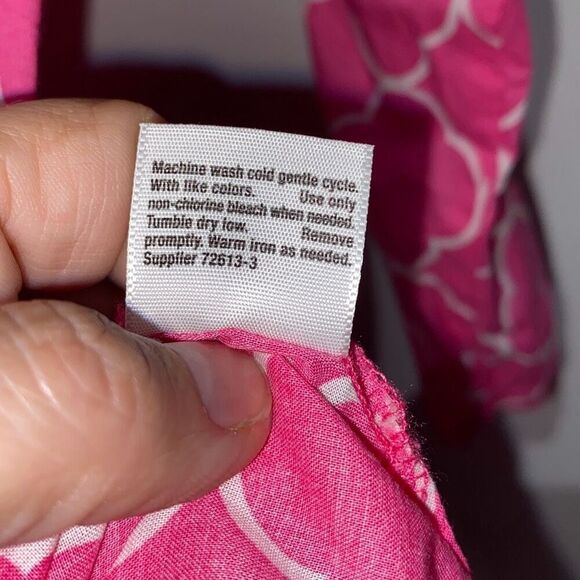 Machine wash cold gentle cycle.
With like colors. Use only
non-chlorine bleach when needed.
Tumble dry low. Remove
promptly. Warm iron as needed.
Supplier 72613-3